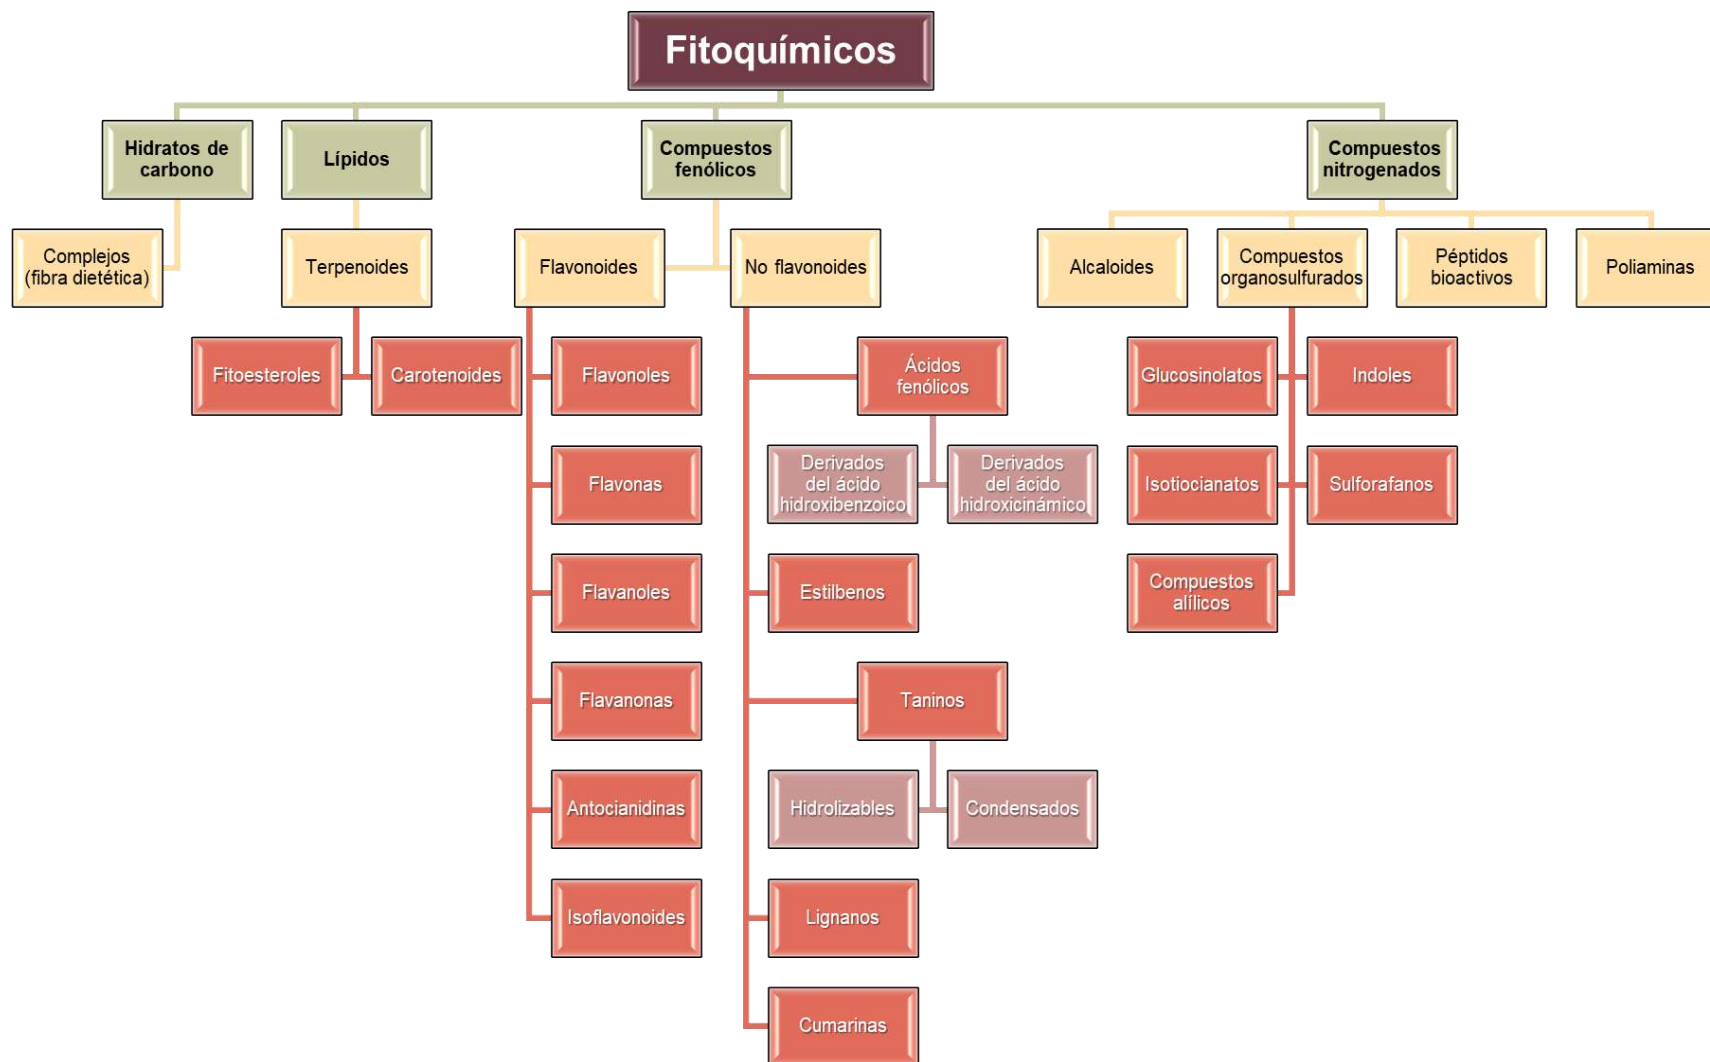 Fitoquímicos
Hidratos de
carbono
Lípidos
Compuestos
fenólicos
Compuestos
nitrogenados
Complejos
(fibra dietética)
Terpenoides
Flavonoides
No flavonoides
Alcaloides
Compuestos
organosulfurados
Péptidos
bioactivos
Poliaminas
Fitoesteroles
Carotenoides
Flavonoles
Ácidos
fenólicos
Glucosinolatos
Indoles
Flavonas
Derivados
del ácido
hidroxibenzoico
Derivados
del ácido
hidroxicinámico
Isotiocianatos
Sulforafanos
Flavanoles
Estilbenos
Compuestos
alílicos
Flavanonas
Taninos
Antocianidinas
Hidrolizables
Condensados
Isoflavonoides
Lignanos
Cumarinas